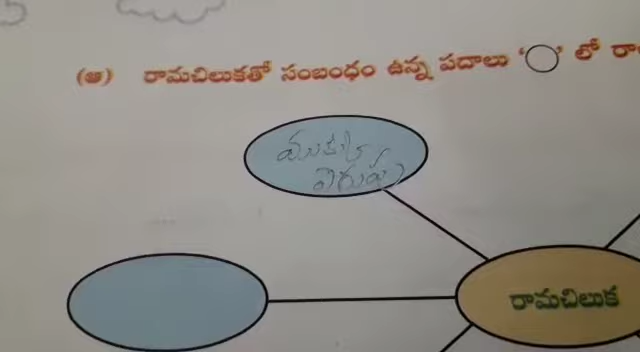 (ఆ) రామచిలుకతో సంబంధం ఉన్న పదాలు '◯' లో రా
ముక్కు
ఎరుపు
రామచిలుక